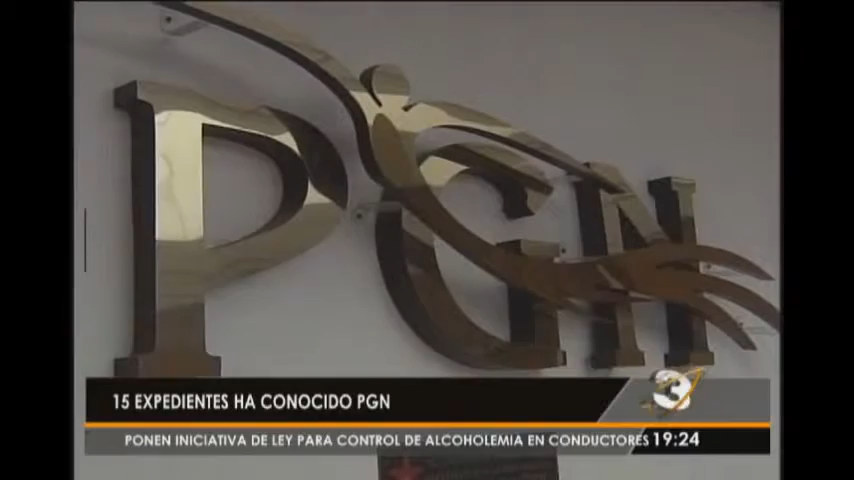 PGN
15 EXPEDIENTES HA CONOCIDO PGN
3
PONEN INICIATIVA DE LEY PARA CONTROL DE ALCOHOLEMIA EN CONDUCTORES 19:24